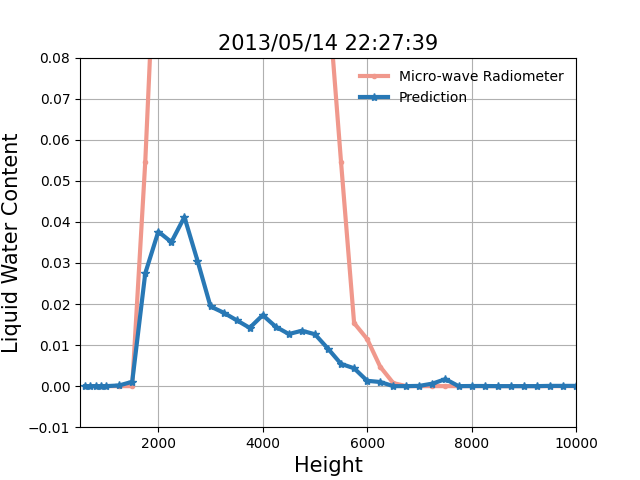 2013/05/14 22:27:39
Micro-wave Radiometer
Prediction
Liquid Water Content
0.08
0.07
0.06
0.05
0.04
0.03
0.02
0.01
0.00
−0.01
2000 4000 6000 8000 10000
Height